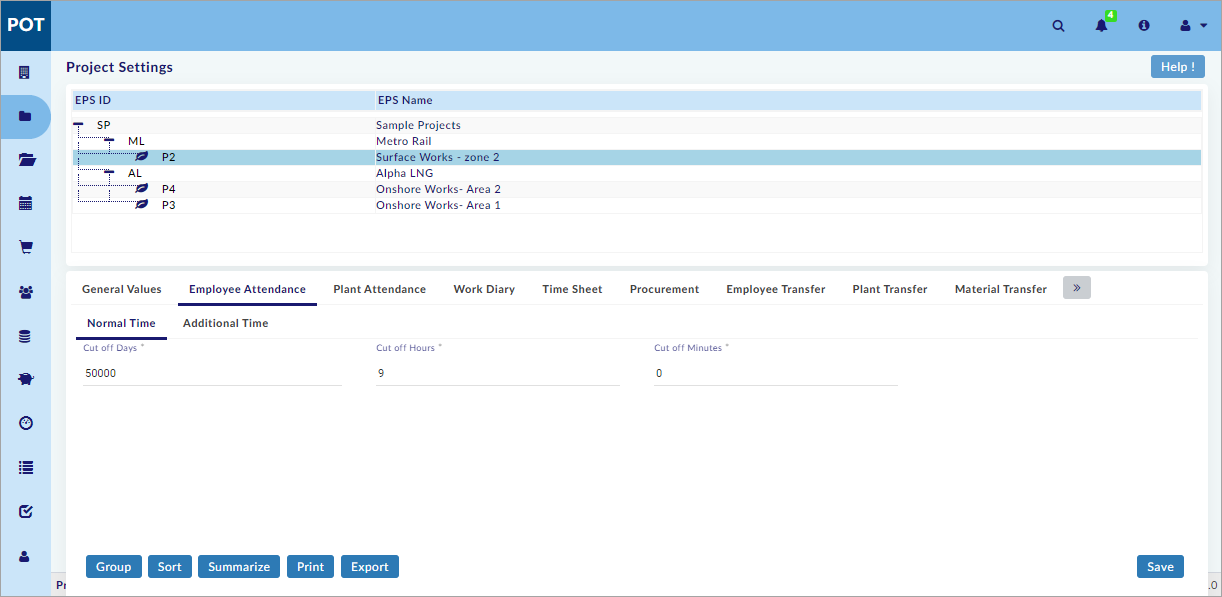 POT
4
Project Settings
Help !
EPS ID EPS Name
SP Sample Projects
ML Metro Rail
P2 Surface Works - zone 2
AL Alpha LNG
P4 Onshore Works- Area 2
P3 Onshore Works- Area 1
General Values Employee Attendance Plant Attendance Work Diary Time Sheet Procurement Employee Transfer Plant Transfer Material Transfer »
Normal Time Additional Time
Cut off Days * Cut off Hours * Cut off Minutes *
50000 9 0
Group Sort Summarize Print Export Save
Pr .0